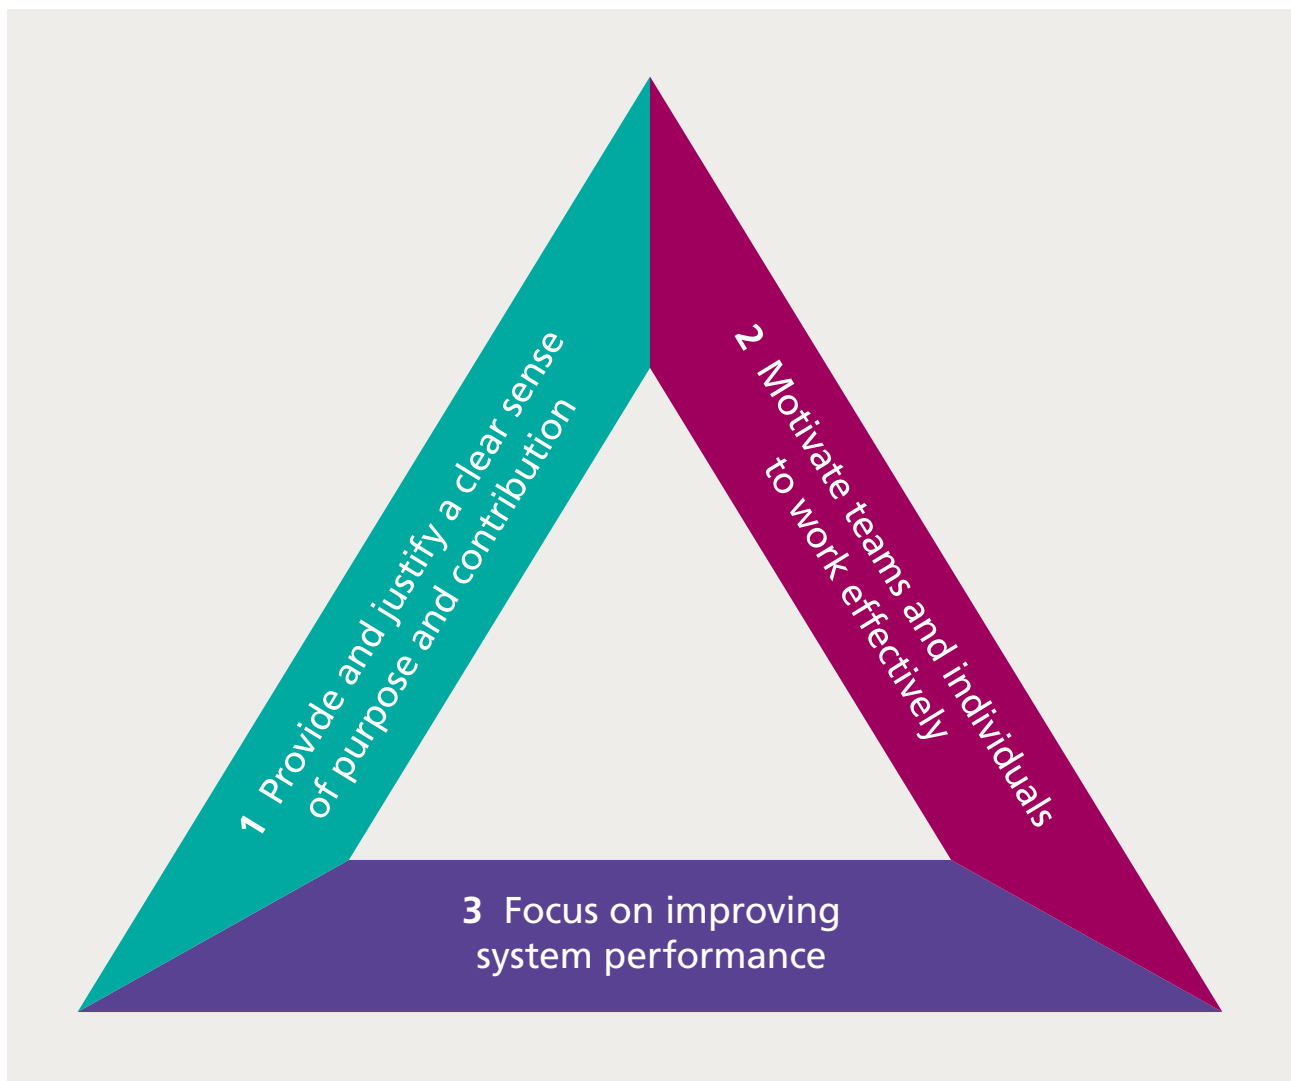 1 Provide and justify a clear sense
of purpose and contribution
2 Motivate teams and individuals
to work effectively
3 Focus on improving
system performance